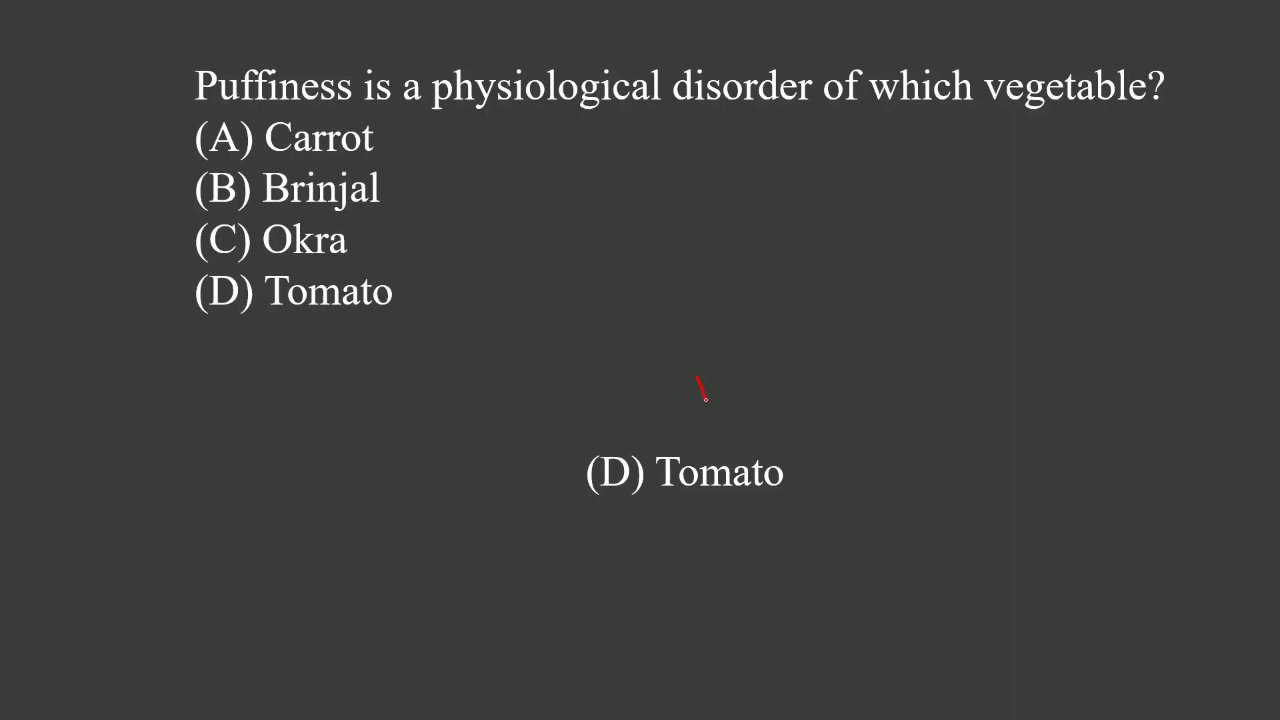 Puffiness is a physiological disorder of which vegetable?
(A) Carrot
(B) Brinjal
(C) Okra
(D) Tomato
(D) Tomato